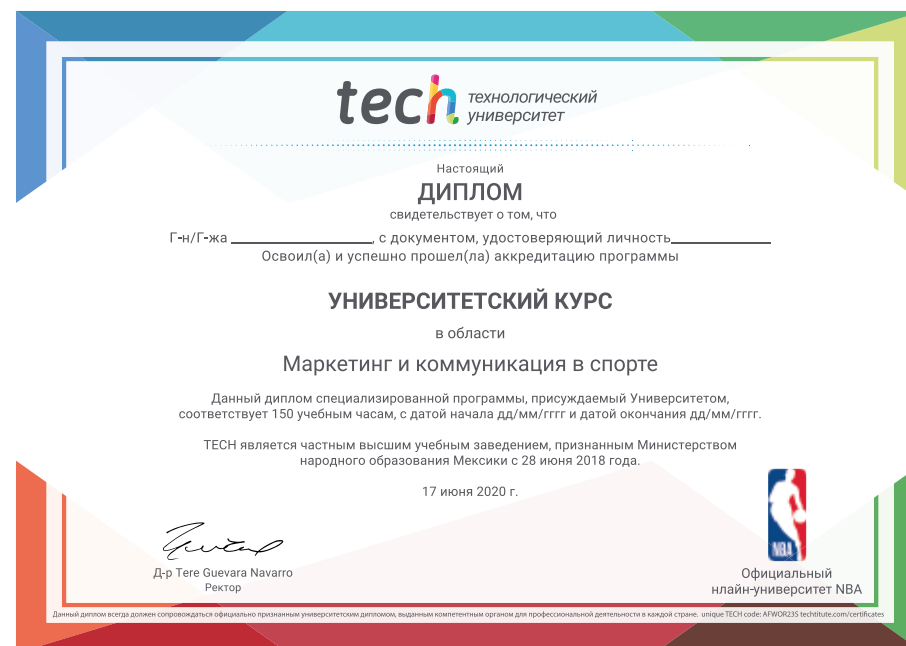 tech технологический
университет
Настоящий
ДИПЛОМ
свидетельствует о том, что
Г-н/Г-жа ____________________, с документом, удостоверяющий личность______________
Освоил(а) и успешно прошел(ла) аккредитацию программы
УНИВЕРСИТЕТСКИЙ КУРС
в области
Маркетинг и коммуникация в спорте
Данный диплом специализированной программы, присуждаемый Университетом,
соответствует 150 учебным часам, с датой начала дд/мм/гггг и датой окончания дд/мм/гггг.
TECH является частным высшим учебным заведением, признанным Министерством
народного образования Мексики с 28 июня 2018 года.
17 июня 2020 г.
NBA
Д-р Tere Guevara Navarro
Ректор
Официальный
нлайн-университет NBA
Данный диплом всегда должен сопровождаться официально признанным университетским дипломом, выданным компетентным органом для профессиональной деятельности в каждой стране. unique TECH code: AFWOR23S techtitute.com/certificates